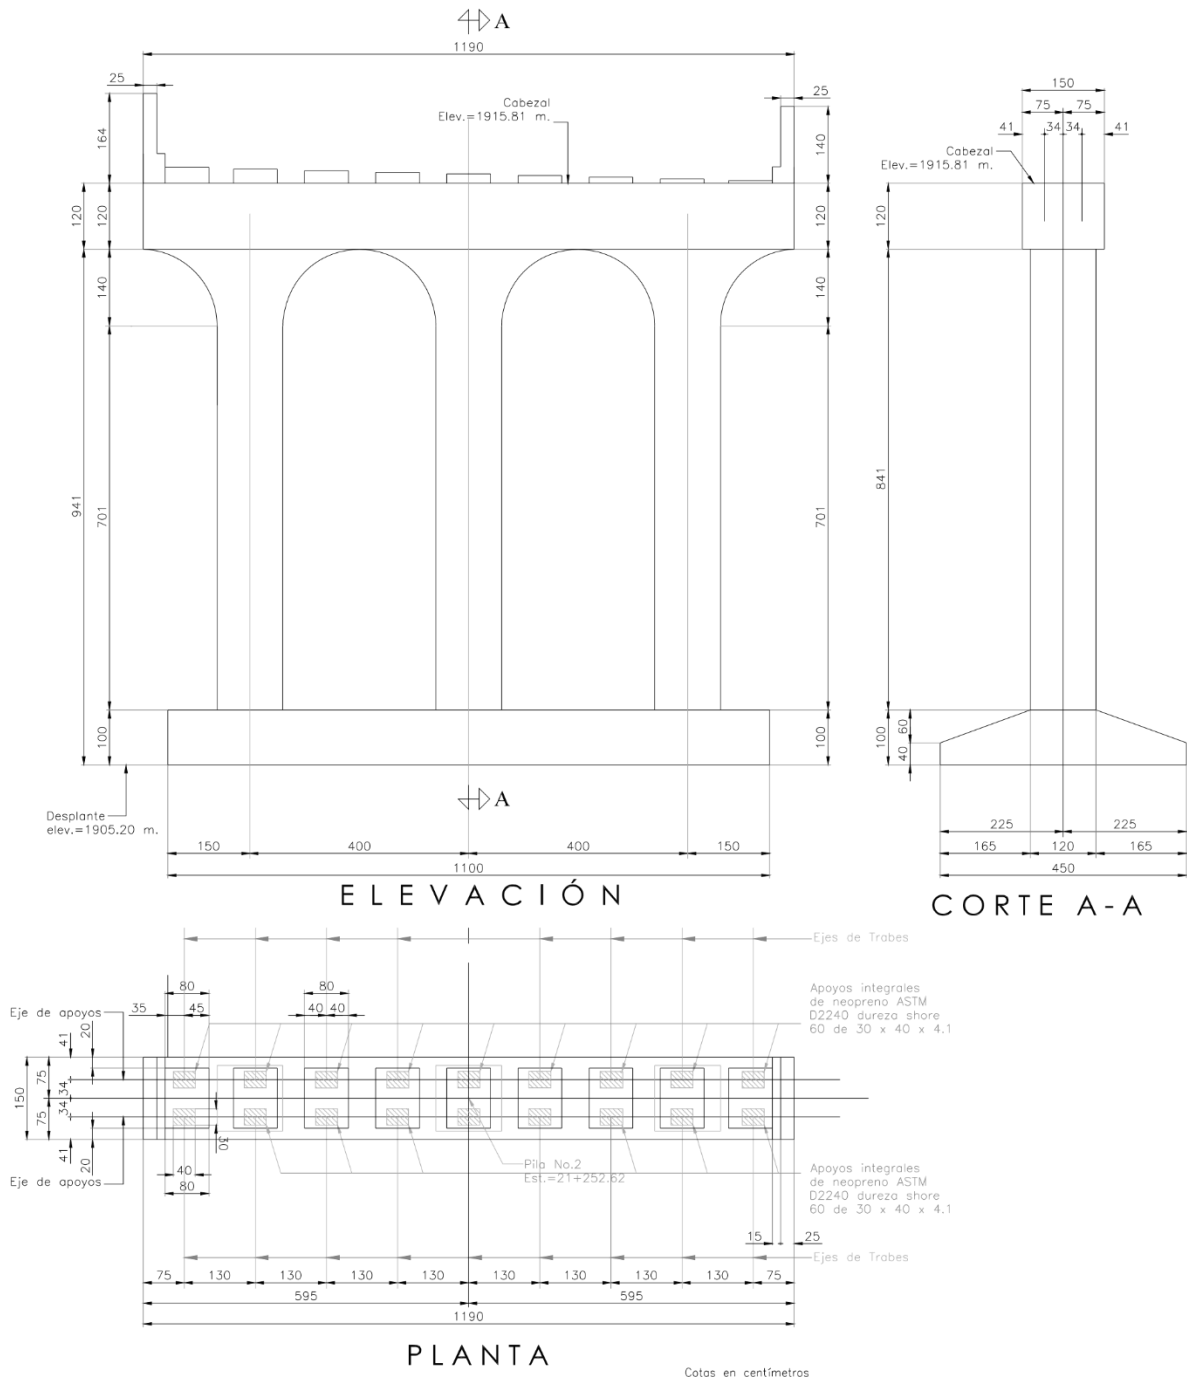 A
1190
25
25
Cabezal
Elev.=1915.81 m.
164
140
120
120
120
140
140
941
701
701
100
100
A
Desplante
elev.=1905.20 m.
150
400
400
150
1100
ELEVACIÓN
150
75
75
41
34
34
41
Cabezal
Elev.=1915.81 m.
120
841
100
60
40
225
225
165
120
165
450
CORTE A-A
Ejes de Trabes
80
80
35
45
40
40
Eje de apoyos
Apoyos integrales
de neopreno ASTM
D2240 dureza shore
60 de 30 x 40 x 4.1
41
20
150
75
34
34
75
41
20
30
40
80
Eje de apoyos
Pila No.2
Est.=21+252.62
Apoyos integrales
de neopreno ASTM
D2240 dureza shore
60 de 30 x 40 x 4.1
15
25
Ejes de Trabes
75
130
130
130
130
130
130
130
130
75
595
595
1190
PLANTA
Cotas en centímetros